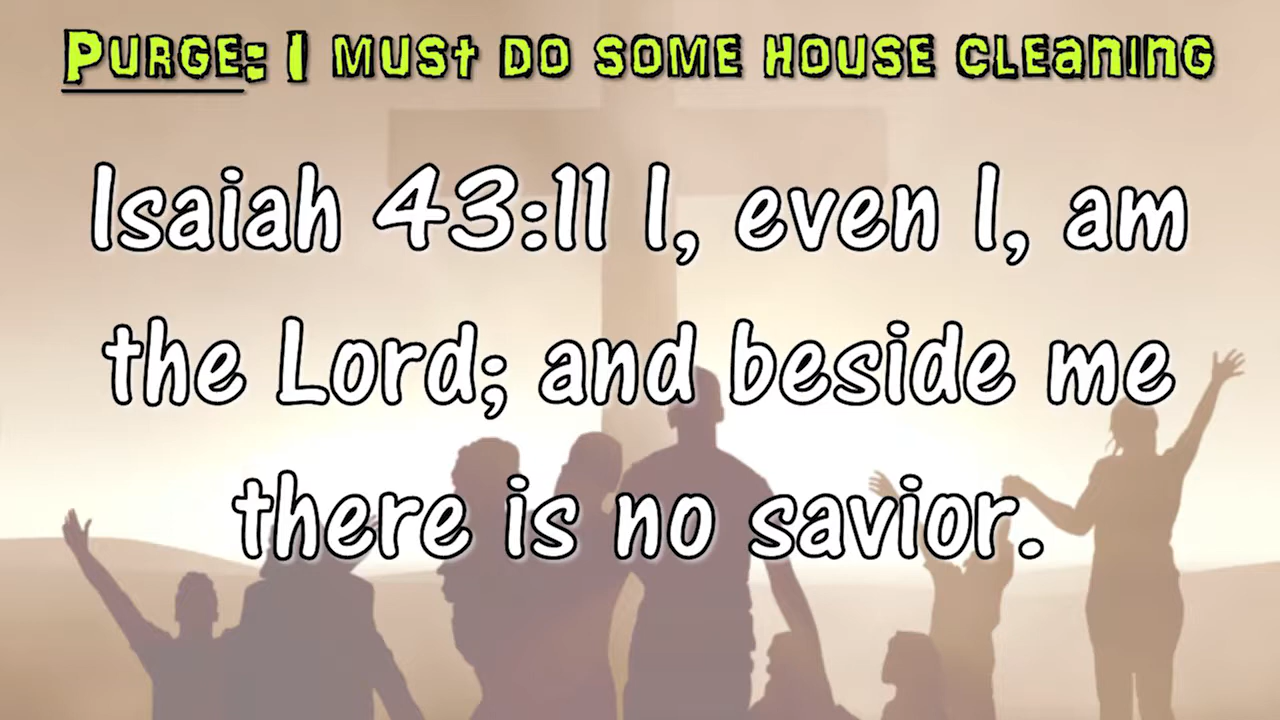 Purge: I must do some house cleaning
Isaiah 43:11 I, even I, am
the Lord; and beside me
there is no savior.